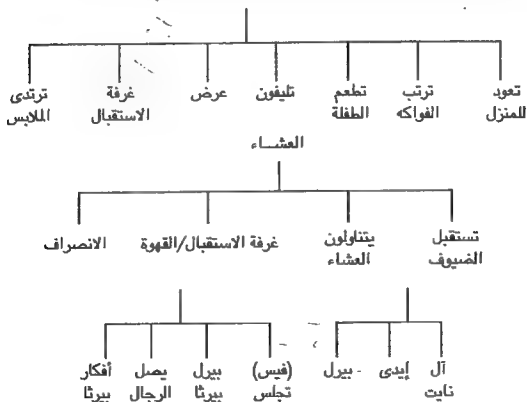 تعود للمنزل
ترتب الفواكه
تطعم الطفلة
تليفون
عرض
غرفة الاستقبال
ترتدى الملابس
العشاء
تستقبل الضيوف
يتناولون العشاء
غرفة الاستقبال/القهوة
الانصراف
آل نايت
إيدى
بيرل
(فيس) تجلس
بيرل بيرثا
يصل الرجال
أفكار بيرثا